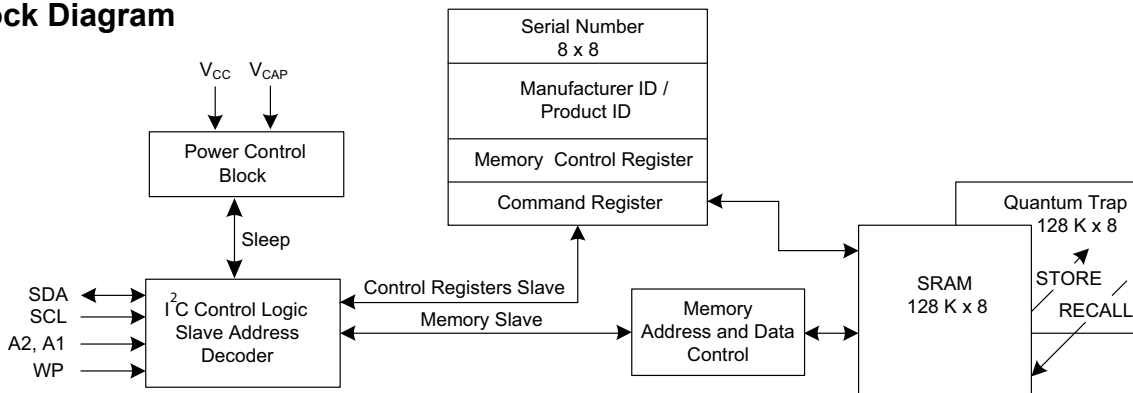 ock Diagram
Serial Number
8 x 8
Manufacturer ID /
Product ID
Memory Control Register
Command Register
VCC VCAP
Power Control
Block
Sleep
Quantum Trap
128 K x 8
SRAM
128 K x 8
STORE
RECALL
SDA
SCL
A2, A1
WP
I2C Control Logic
Slave Address
Decoder
Control Registers Slave
Memory Slave
Memory
Address and Data
Control